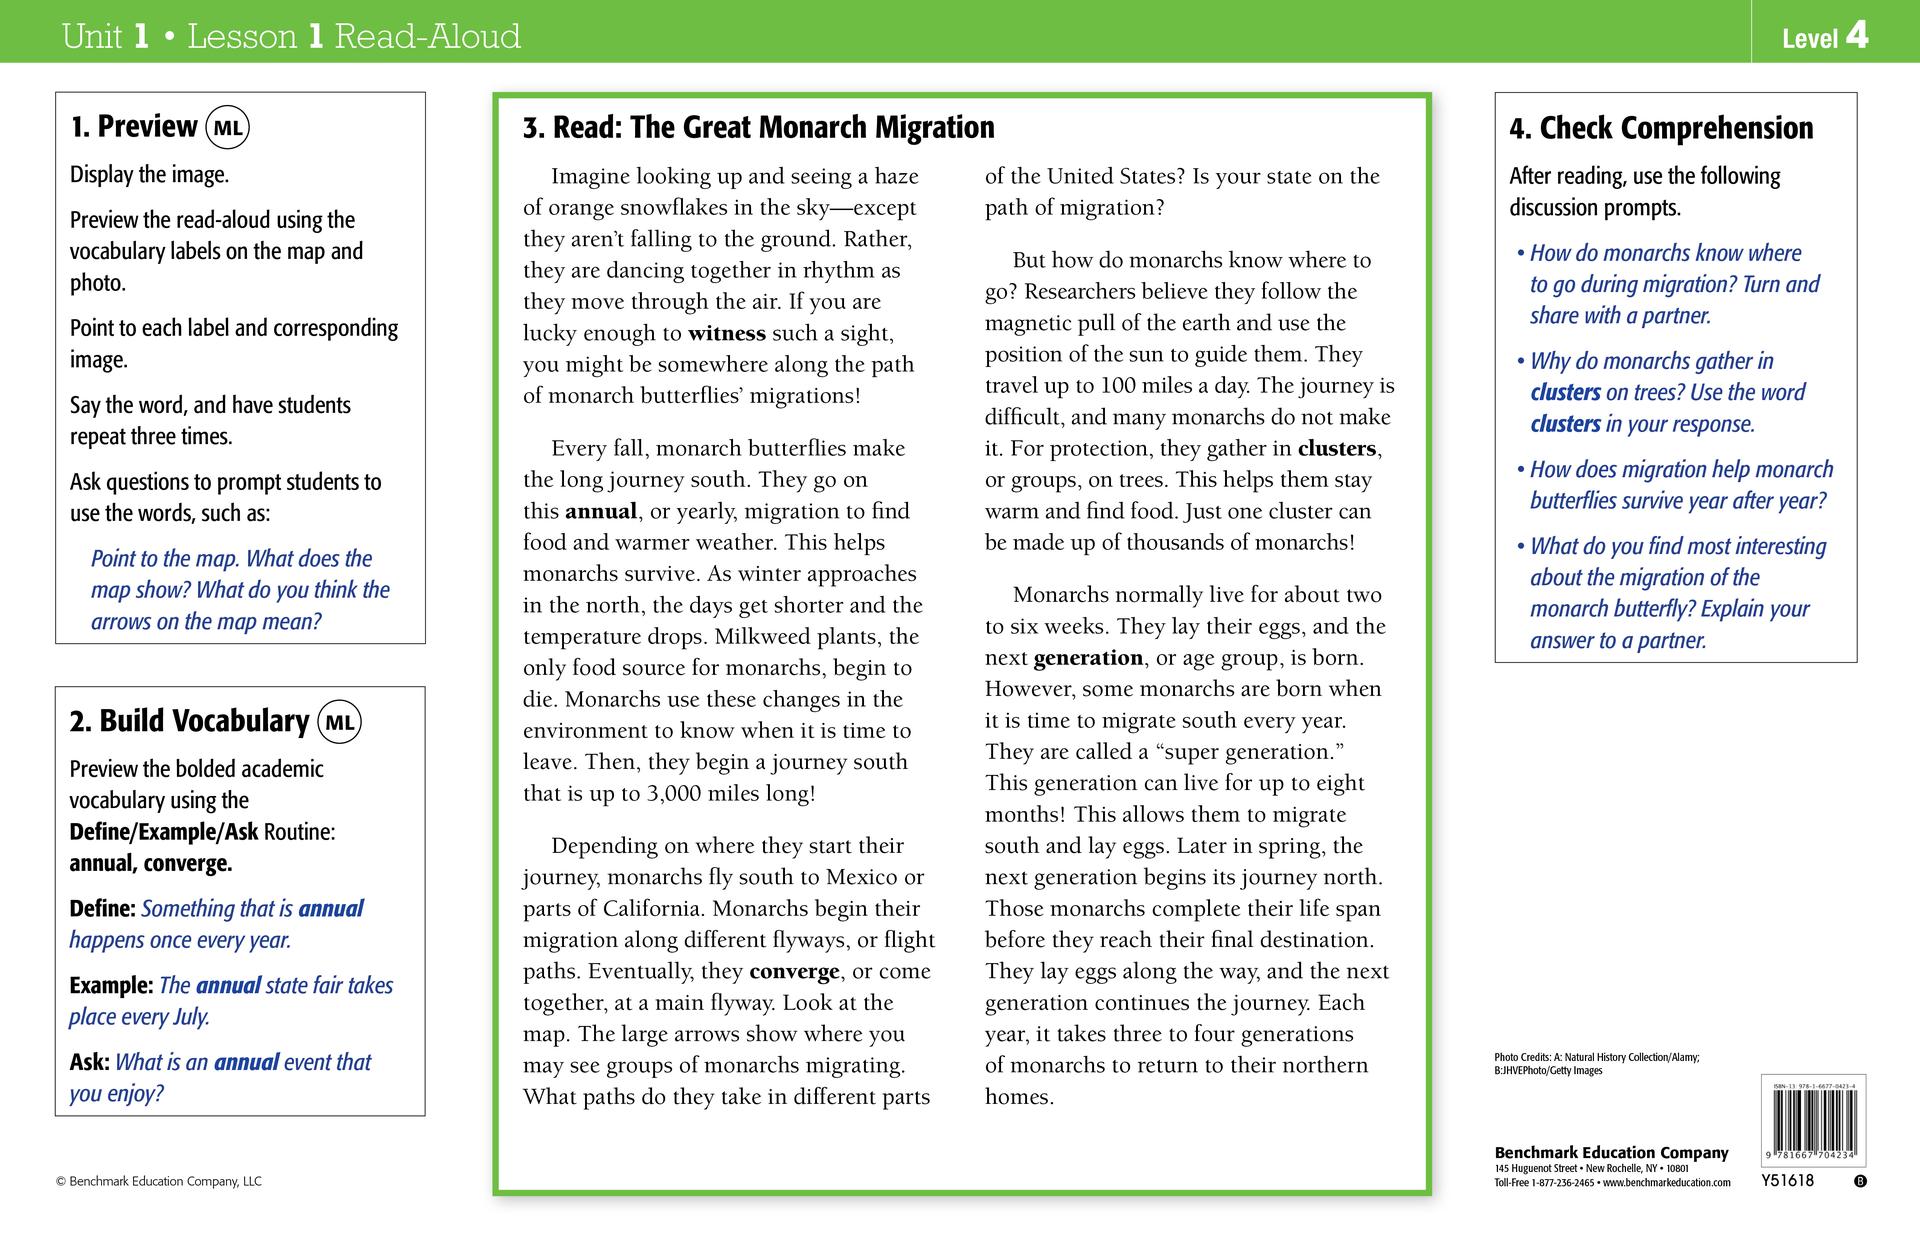 Unit 1 • Lesson 1 Read-Aloud
Level 4
1. Preview ML
Display the image.
Preview the read-aloud using the
vocabulary labels on the map and
photo.
Point to each label and corresponding
image.
Say the word, and have students
repeat three times.
Ask questions to prompt students to
use the words, such as:
Point to the map. What does the
map show? What do you think the
arrows on the map mean?
2. Build Vocabulary ML
Preview the bolded academic
vocabulary using the
Define/Example/Ask Routine:
annual, converge.
Define: Something that is annual
happens once every year.
Example: The annual state fair takes
place every July.
Ask: What is an annual event that
you enjoy?
© Benchmark Education Company, LLC
3. Read: The Great Monarch Migration
Imagine looking up and seeing a haze
of orange snowflakes in the sky—except
they aren’t falling to the ground. Rather,
they are dancing together in rhythm as
they move through the air. If you are
lucky enough to witness such a sight,
you might be somewhere along the path
of monarch butterflies’ migrations!
Every fall, monarch butterflies make
the long journey south. They go on
this annual, or yearly, migration to find
food and warmer weather. This helps
monarchs survive. As winter approaches
in the north, the days get shorter and the
temperature drops. Milkweed plants, the
only food source for monarchs, begin to
die. Monarchs use these changes in the
environment to know when it is time to
leave. Then, they begin a journey south
that is up to 3,000 miles long!
Depending on where they start their
journey, monarchs fly south to Mexico or
parts of California. Monarchs begin their
migration along different flyways, or flight
paths. Eventually, they converge, or come
together, at a main flyway. Look at the
map. The large arrows show where you
may see groups of monarchs migrating.
What paths do they take in different parts
of the United States? Is your state on the
path of migration?
But how do monarchs know where to
go? Researchers believe they follow the
magnetic pull of the earth and use the
position of the sun to guide them. They
travel up to 100 miles a day. The journey is
difficult, and many monarchs do not make
it. For protection, they gather in clusters,
or groups, on trees. This helps them stay
warm and find food. Just one cluster can
be made up of thousands of monarchs!
Monarchs normally live for about two
to six weeks. They lay their eggs, and the
next generation, or age group, is born.
However, some monarchs are born when
it is time to migrate south every year.
They are called a “super generation.”
This generation can live for up to eight
months! This allows them to migrate
south and lay eggs. Later in spring, the
next generation begins its journey north.
Those monarchs complete their life span
before they reach their final destination.
They lay eggs along the way, and the next
generation continues the journey. Each
year, it takes three to four generations
of monarchs to return to their northern
homes.
4. Check Comprehension
After reading, use the following
discussion prompts.
• How do monarchs know where
to go during migration? Turn and
share with a partner.
• Why do monarchs gather in
clusters on trees? Use the word
clusters in your response.
• How does migration help monarch
butterflies survive year after year?
• What do you find most interesting
about the migration of the
monarch butterfly? Explain your
answer to a partner.
Photo Credits: A: Natural History Collection/Alamy;
B:JHVEPhoto/Getty Images
Benchmark Education Company
145 Huguenot Street • New Rochelle, NY • 10801
Toll-Free 1-877-236-2465 • www.benchmarkeducation.com
ISBN-13 978-1-6677-0423-4
9 781667 704234
Y51618 B